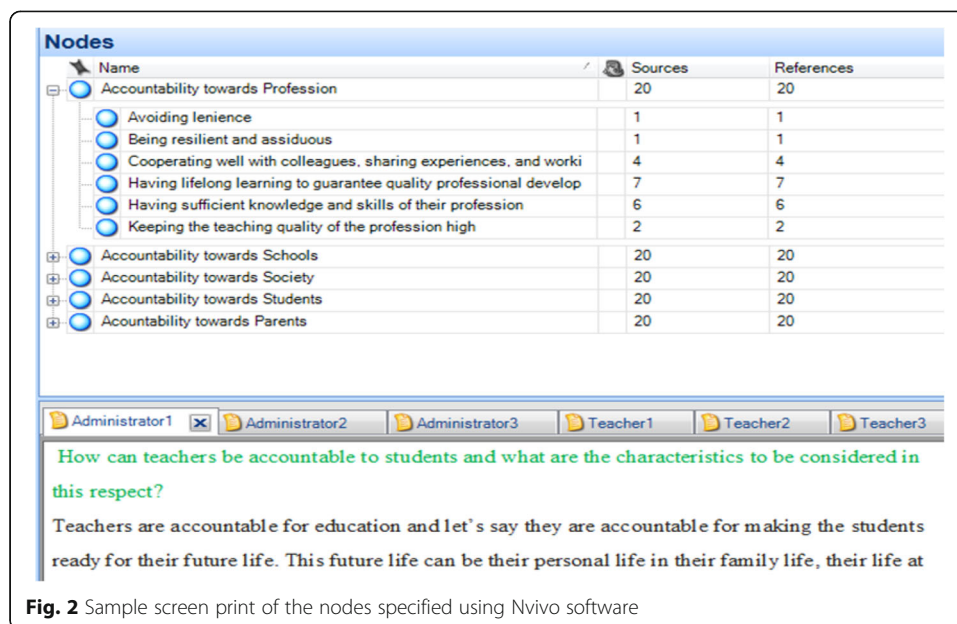 Nodes
Name Sources References
Accountability towards Profession 20 20
Avoiding lenience 1 1
Being resilient and assiduous 1 1
Cooperating well with colleagues, sharing experiences, and worki 4 4
Having lifelong learning to guarantee quality professional develop 7 7
Having sufficient knowledge and skills of their profession 6 6
Keeping the teaching quality of the profession high 2 2
Accountability towards Schools 20 20
Accountability towards Society 20 20
Accountability towards Students 20 20
Acountability towards Parents 20 20
Administrator1 Administrator2 Administrator3 Teacher1 Teacher2 Teacher3
How can teachers be accountable to students and what are the characteristics to be considered in
this respect?
Teachers are accountable for education and let's say they are accountable for making the students
ready for their future life. This future life can be their personal life in their family life, their life at
Fig. 2 Sample screen print of the nodes specified using Nvivo software